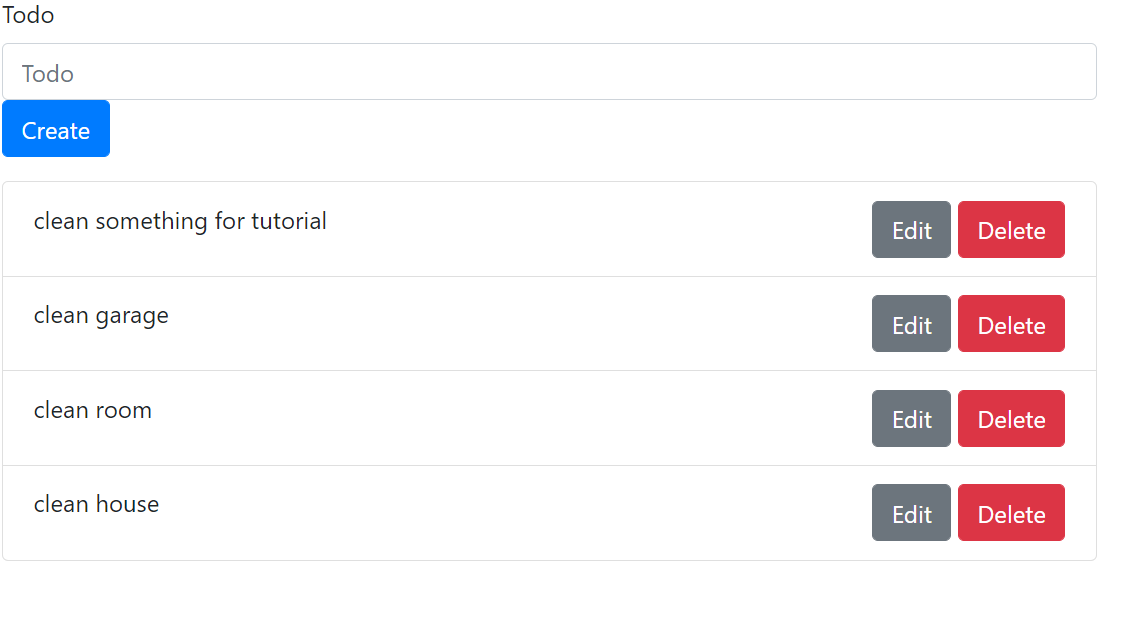 Todo
Todo
Create
clean something for tutorial Edit Delete
clean garage Edit Delete
clean room Edit Delete
clean house Edit Delete